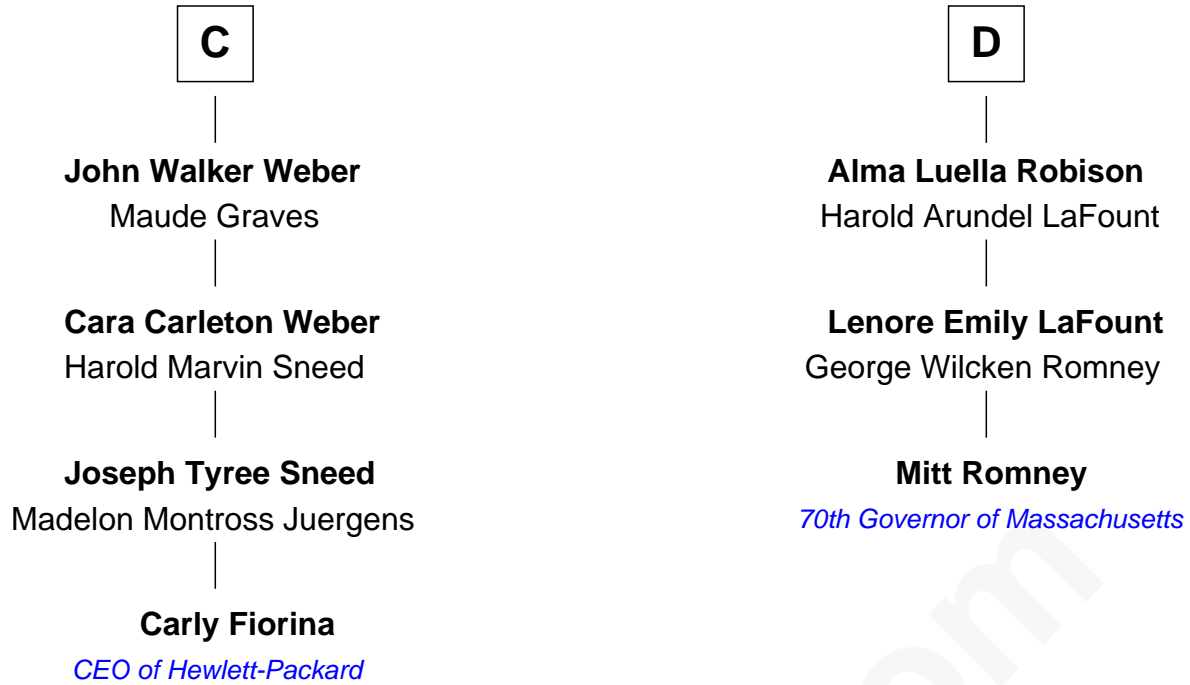 C
John Walker Weber
Maude Graves
Cara Carleton Weber
Harold Marvin Sneed
Joseph Tyree Sneed
Madelon Montross Juergens
Carly Fiorina
CEO of Hewlett-Packard
D
Alma Luella Robison
Harold Arundel LaFount
Lenore Emily LaFount
George Wilcken Romney
Mitt Romney
70th Governor of Massachusetts
om